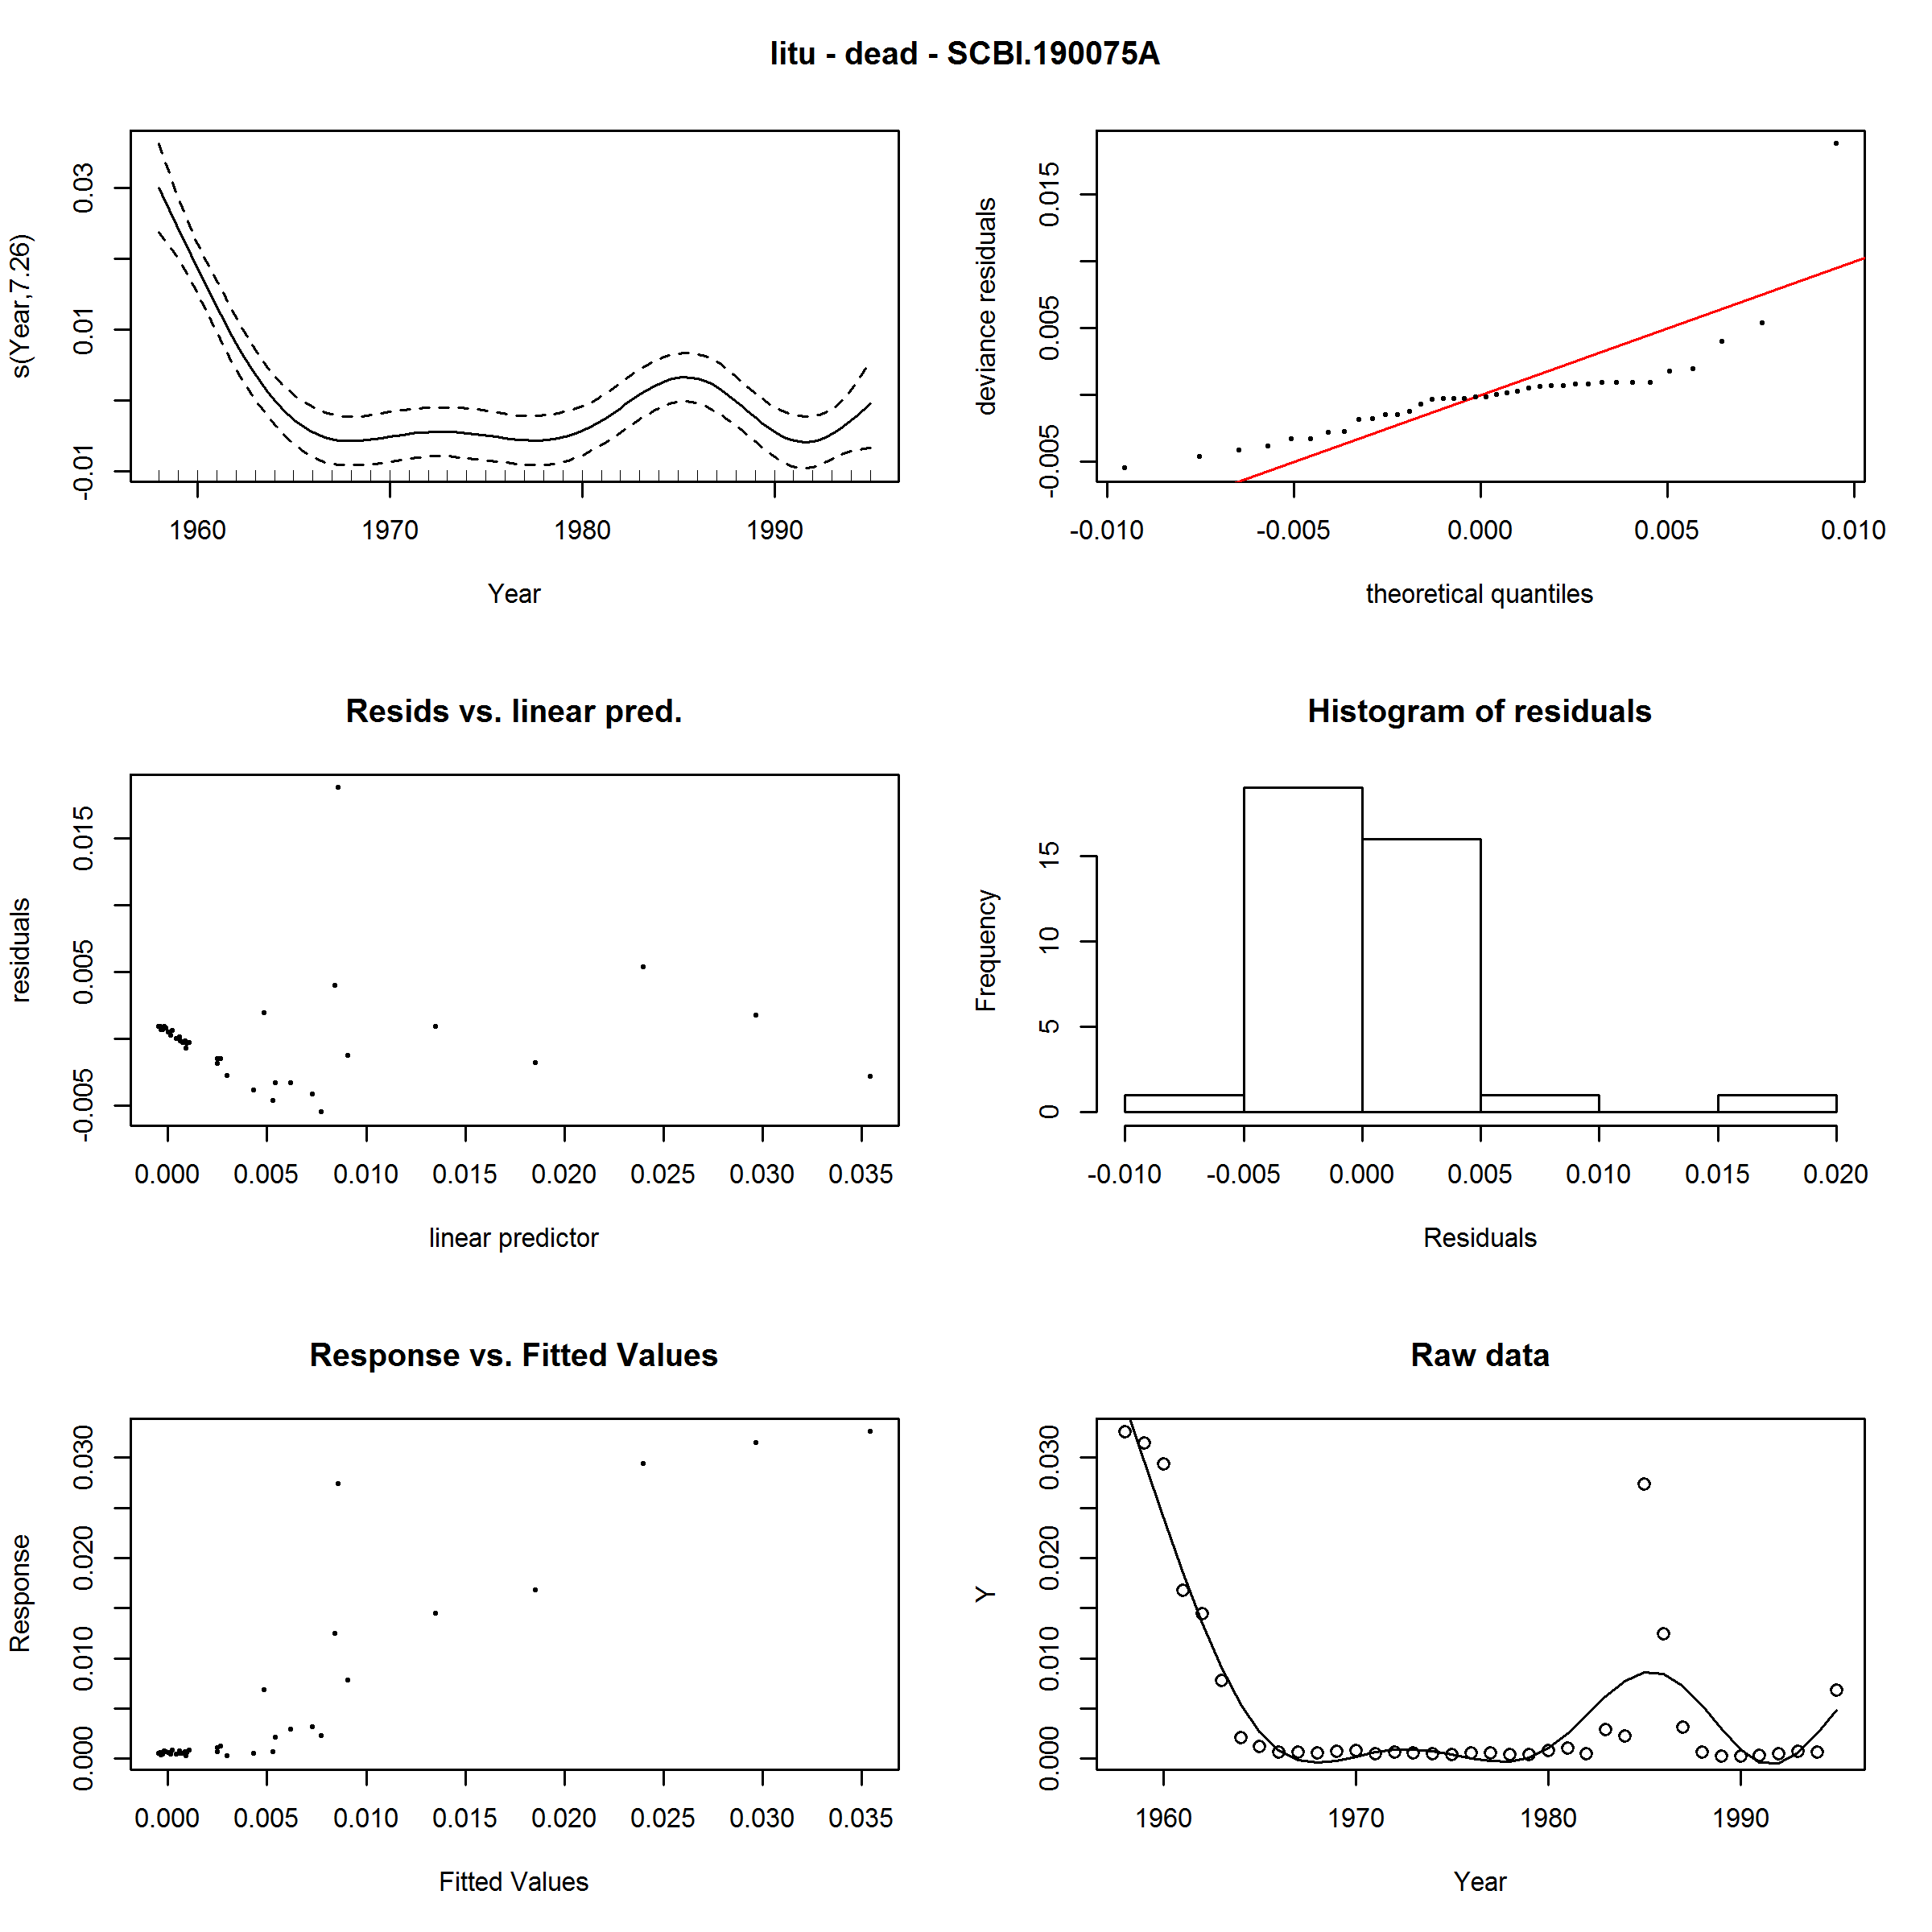 litu - dead - SCBI.190075A
s(Year,7.26)
-0.01 0.01 0.03
1960 1970 1980 1990
Year
deviance residuals
-0.005 0.005 0.015
-0.010 -0.005 0.000 0.005 0.010
theoretical quantiles
Resids vs. linear pred.
residuals
-0.005 0.005 0.015
0.000 0.005 0.010 0.015 0.020 0.025 0.030 0.035
linear predictor
Histogram of residuals
Frequency
0 5 10 15
-0.010 -0.005 0.000 0.005 0.010 0.015 0.020
Residuals
Response vs. Fitted Values
Response
0.000 0.010 0.020 0.030
0.000 0.005 0.010 0.015 0.020 0.025 0.030 0.035
Fitted Values
Raw data
Y
0.000 0.010 0.020 0.030
1960 1970 1980 1990
Year